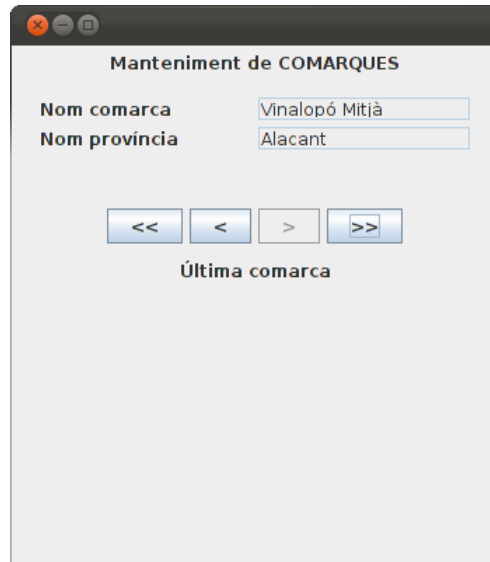 Manteniment de COMARQUES
Nom comarca Vinalopó Mitjà
Nom província Alacant
<< < > >>
Última comarca